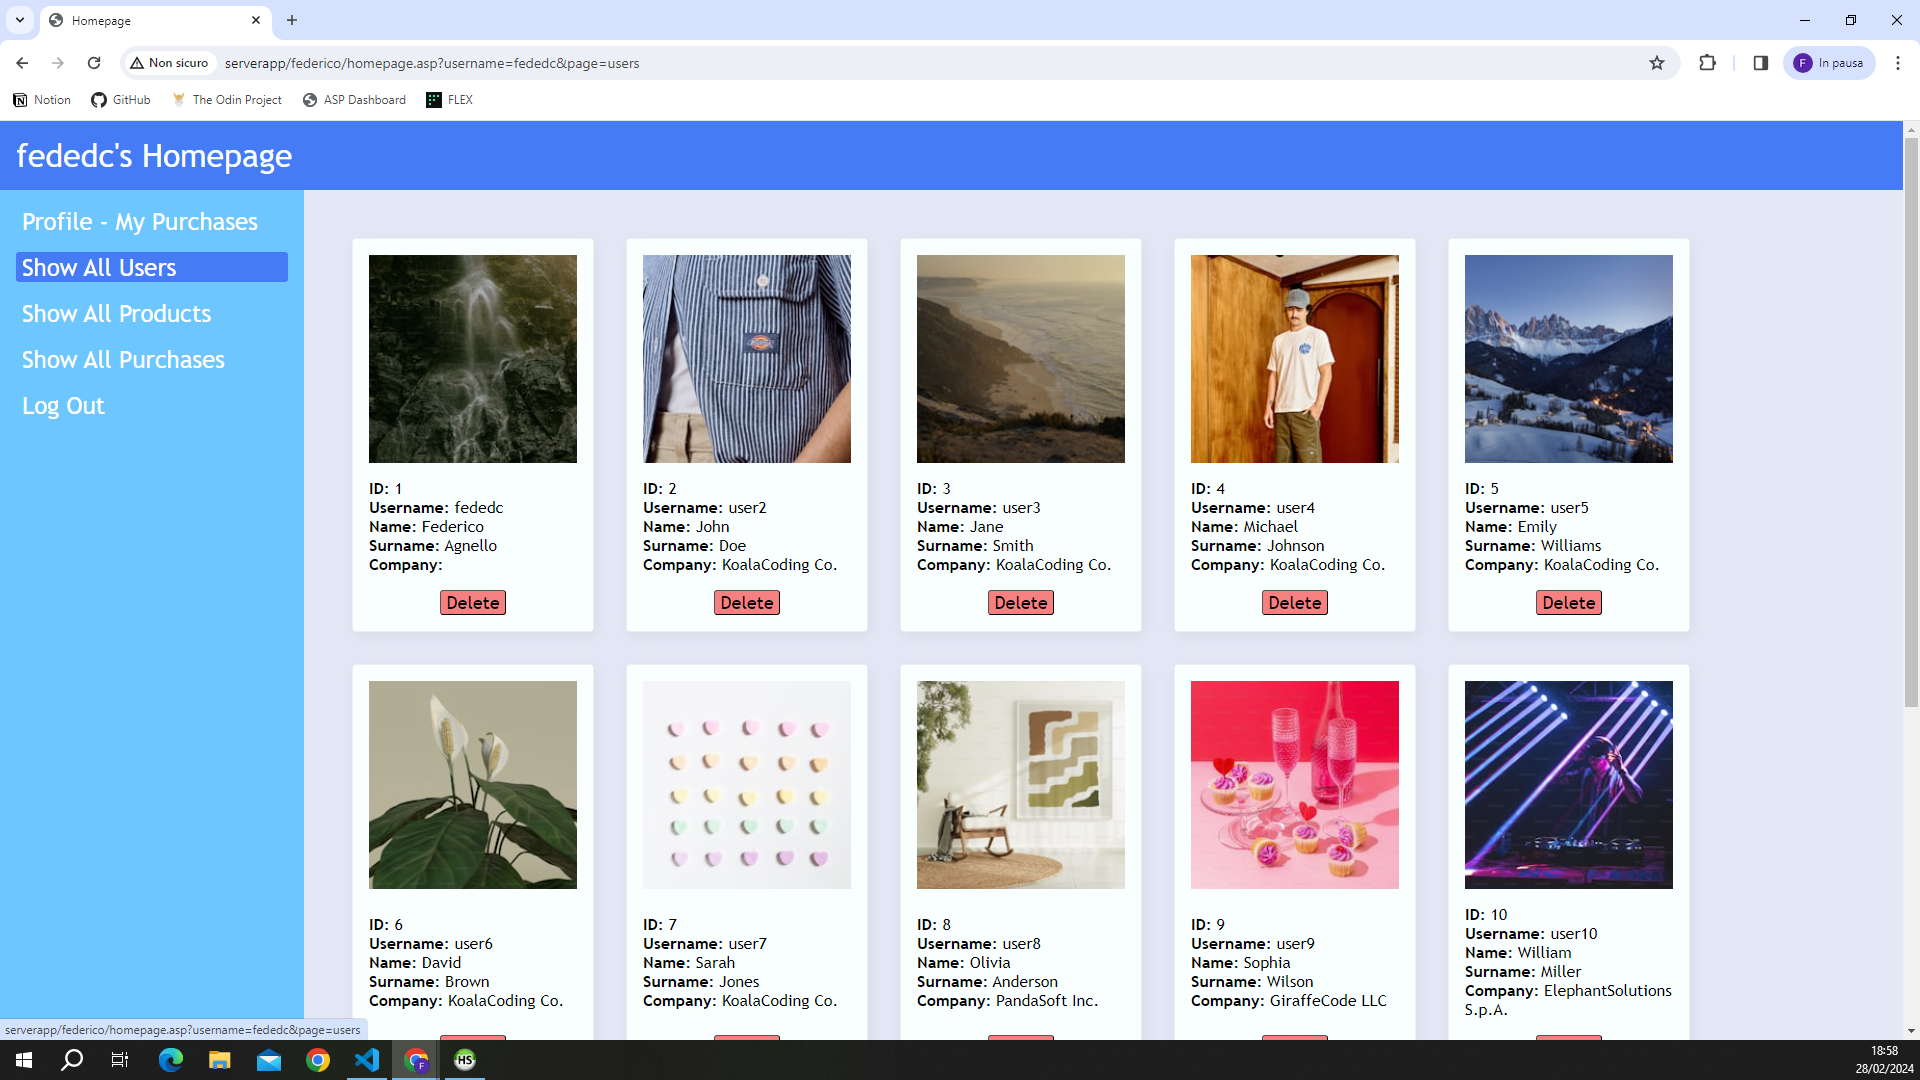 Homepage
Non sicuro
serverapp/federico/homepage.asp?username=fededc&page=users
F
In pausa
Notion
GitHub
The Odin Project
ASP Dashboard
FLEX
fededc's Homepage
Profile - My Purchases
Show All Users
Show All Products
Show All Purchases
Log Out
ID: 1
Username: fededc
Name: Federico
Surname: Agnello
Company:
Delete
ID: 2
Username: user2
Name: John
Surname: Doe
Company: KoalaCoding Co.
Delete
ID: 3
Username: user3
Name: Jane
Surname: Smith
Company: KoalaCoding Co.
Delete
ID: 4
Username: user4
Name: Michael
Surname: Johnson
Company: KoalaCoding Co.
Delete
ID: 5
Username: user5
Name: Emily
Surname: Williams
Company: KoalaCoding Co.
Delete
ID: 6
Username: user6
Name: David
Surname: Brown
Company: KoalaCoding Co.
ID: 7
Username: user7
Name: Sarah
Surname: Jones
Company: KoalaCoding Co.
ID: 8
Username: user8
Name: Olivia
Surname: Anderson
Company: PandaSoft Inc.
ID: 9
Username: user9
Name: Sophia
Surname: Wilson
Company: GiraffeCode LLC
ID: 10
Username: user10
Name: William
Surname: Miller
Company: ElephantSolutions
S.p.A.
serverapp/federico/homepage.asp?username=fededc&page=users
F
HS
18:58
28/02/2024